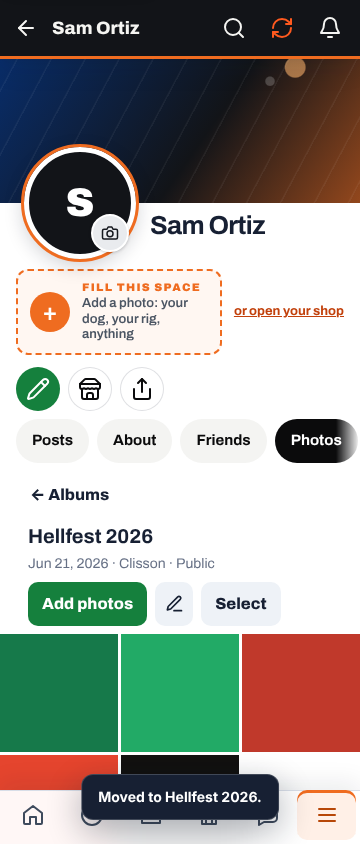 Sam Ortiz
S
Sam Ortiz
FILL THIS SPACE
Add a photo: your
dog, your rig,
anything
or open your shop
Posts
About
Friends
Photos
← Albums
Hellfest 2026
Jun 21, 2026 · Clisson · Public
Add photos
Select
Moved to Hellfest 2026.